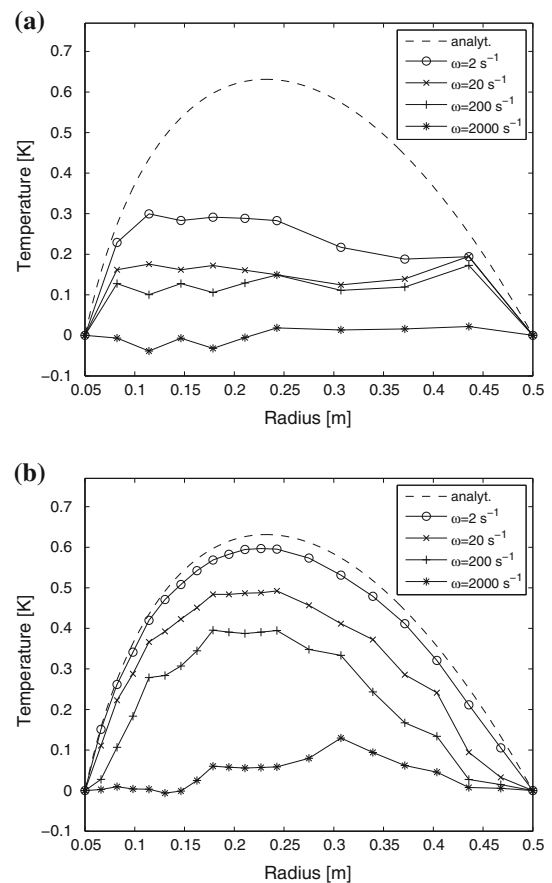 (a)
0.7
0.6
0.5
0.4
0.3
0.2
0.1
0
−0.1
Temperature [K]
analyt.
ω=2 s⁻¹
ω=20 s⁻¹
ω=200 s⁻¹
ω=2000 s⁻¹
0.05 0.1 0.15 0.2 0.25 0.3 0.35 0.4 0.45 0.5
Radius [m]
(b)
0.7
0.6
0.5
0.4
0.3
0.2
0.1
0
−0.1
Temperature [K]
analyt.
ω=2 s⁻¹
ω=20 s⁻¹
ω=200 s⁻¹
ω=2000 s⁻¹
0.05 0.1 0.15 0.2 0.25 0.3 0.35 0.4 0.45 0.5
Radius [m]